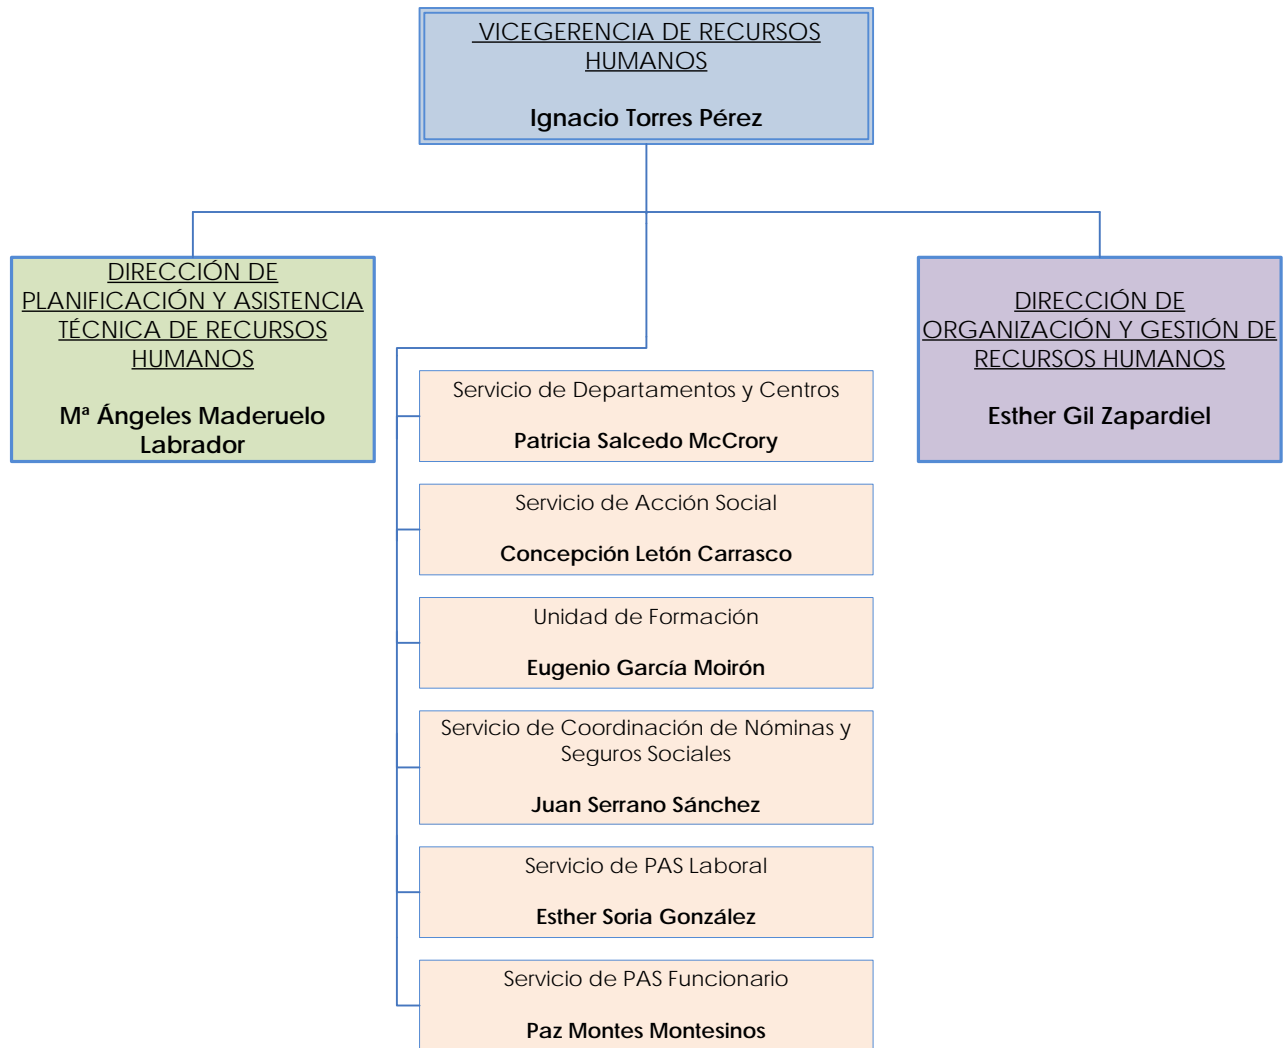 VICEGERENCIA DE RECURSOS
HUMANOS
Ignacio Torres Pérez
DIRECCIÓN DE
PLANIFICACIÓN Y ASISTENCIA
TÉCNICA DE RECURSOS
HUMANOS
Mª Ángeles Maderuelo
Labrador
DIRECCIÓN DE
ORGANIZACIÓN Y GESTIÓN DE
RECURSOS HUMANOS
Esther Gil Zapardiel
Servicio de Departamentos y Centros
Patricia Salcedo McCrory
Servicio de Acción Social
Concepción Letón Carrasco
Unidad de Formación
Eugenio García Moirón
Servicio de Coordinación de Nóminas y
Seguros Sociales
Juan Serrano Sánchez
Servicio de PAS Laboral
Esther Soria González
Servicio de PAS Funcionario
Paz Montes Montesinos